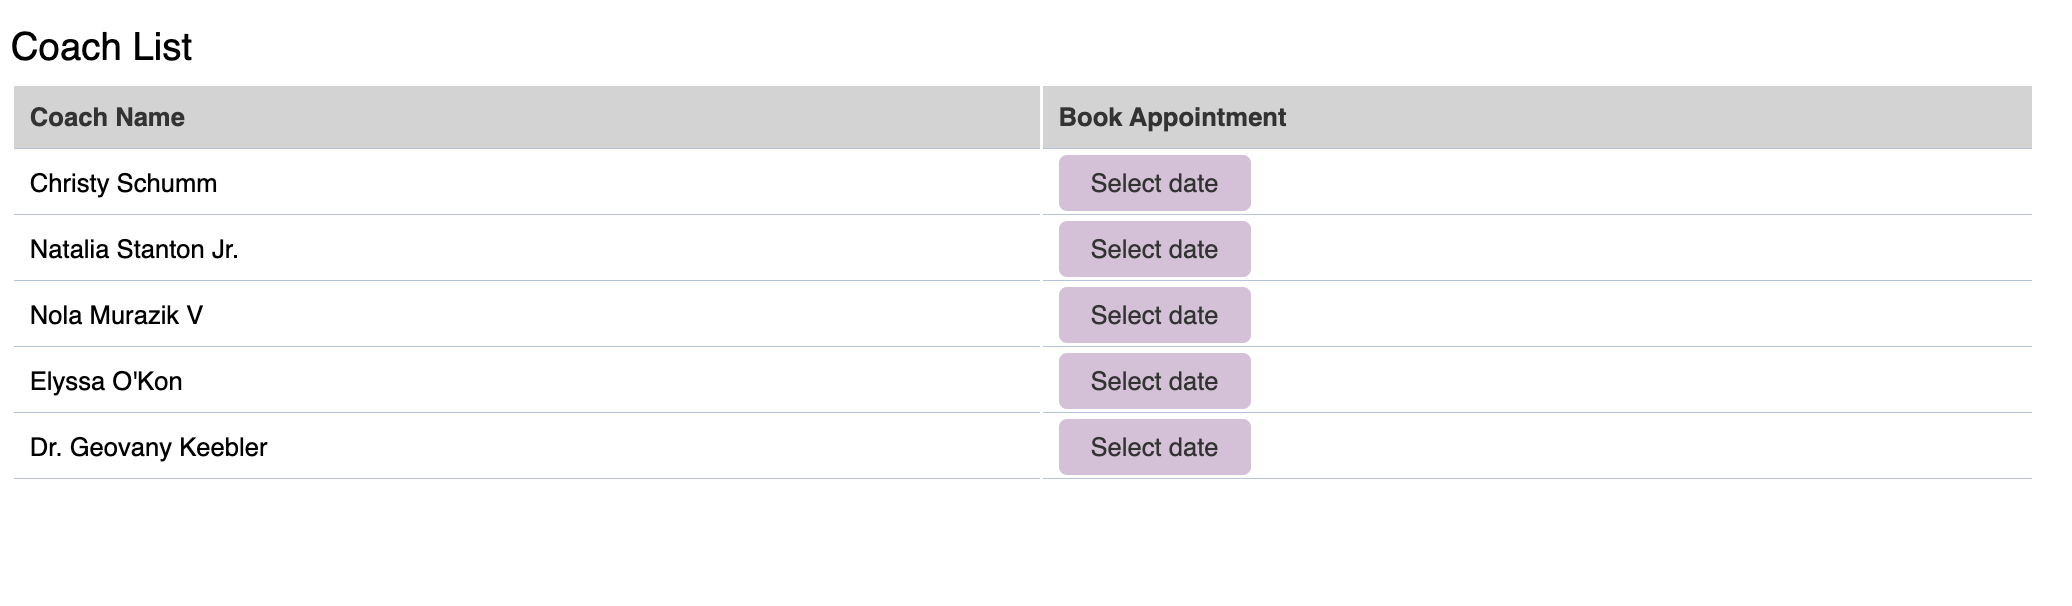 Coach List
Coach Name Book Appointment
Christy Schumm Select date
Natalia Stanton Jr. Select date
Nola Murazik V Select date
Elyssa O'Kon Select date
Dr. Geovany Keebler Select date